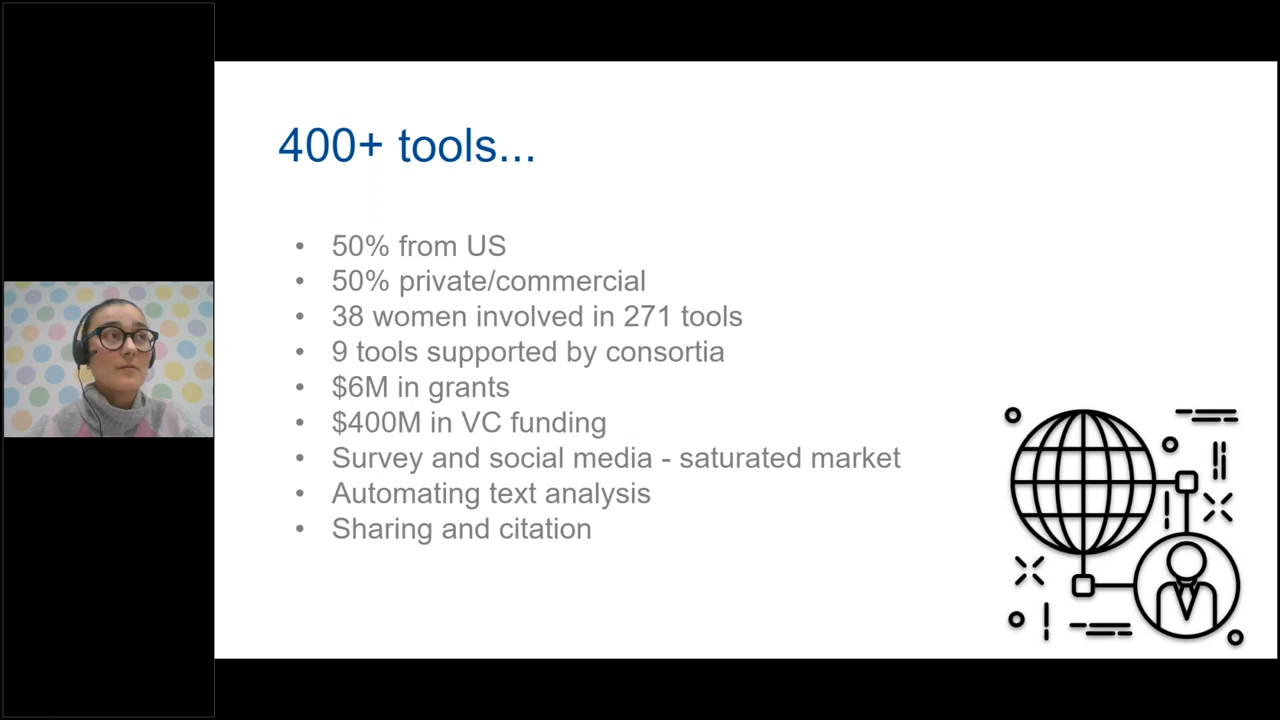 400+ tools...
• 50% from US
• 50% private/commercial
• 38 women involved in 271 tools
• 9 tools supported by consortia
• $6M in grants
• $400M in VC funding
• Survey and social media - saturated market
• Automating text analysis
• Sharing and citation